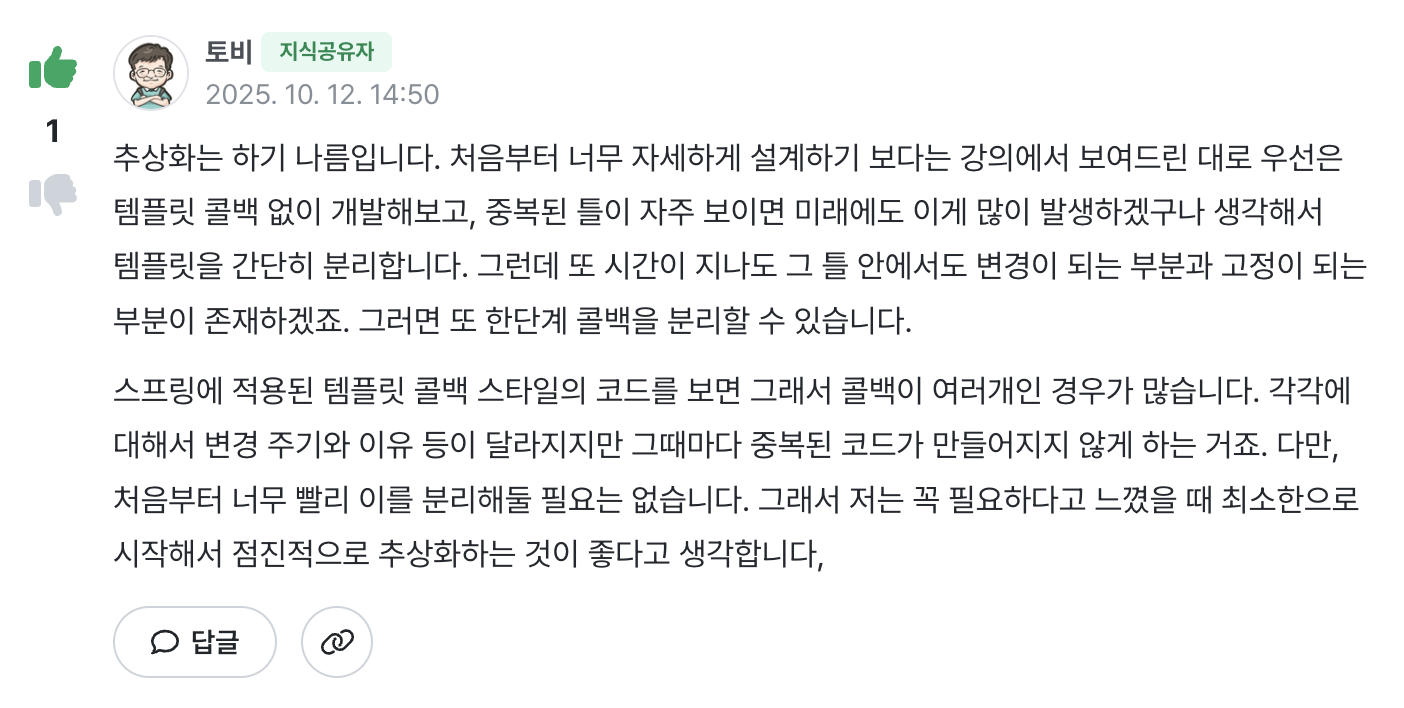 토비 지식공유자
2025. 10. 12. 14:50
1
추상화는 하기 나름입니다. 처음부터 너무 자세하게 설계하기 보다는 강의에서 보여드린 대로 우선은
템플릿 콜백 없이 개발해보고, 중복된 틀이 자주 보이면 미래에도 이게 많이 발생하겠구나 생각해서
템플릿을 간단히 분리합니다. 그런데 또 시간이 지나도 그 틀 안에서도 변경이 되는 부분과 고정이 되는
부분이 존재하겠죠. 그러면 또 한단계 콜백을 분리할 수 있습니다.
스프링에 적용된 템플릿 콜백 스타일의 코드를 보면 그래서 콜백이 여러개인 경우가 많습니다. 각각에
대해서 변경 주기와 이유 등이 달라지지만 그때마다 중복된 코드가 만들어지지 않게 하는 거죠. 다만,
처음부터 너무 빨리 이를 분리해둘 필요는 없습니다. 그래서 저는 꼭 필요하다고 느꼈을 때 최소한으로
시작해서 점진적으로 추상화하는 것이 좋다고 생각합니다,
답글